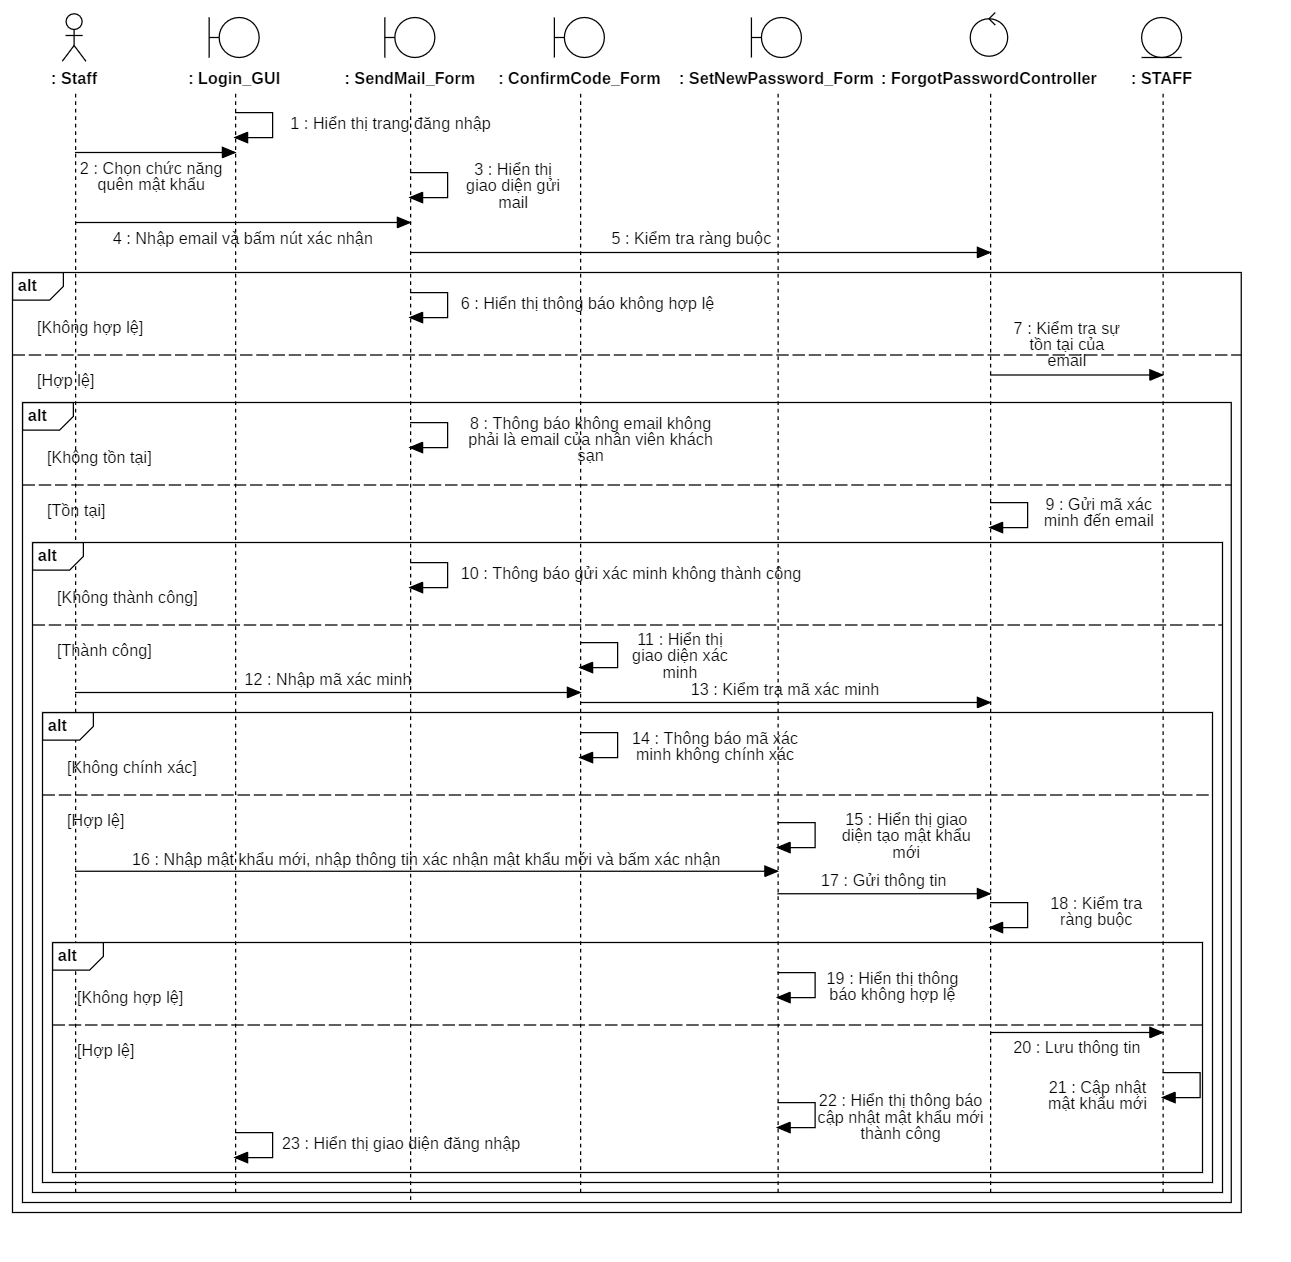 : Staff
: Login_GUI
: SendMail_Form
: ConfirmCode_Form
: SetNewPassword_Form
: ForgotPasswordController
: STAFF
1 : Hiển thị trang đăng nhập
2 : Chọn chức năng
quên mật khẩu
3 : Hiển thị
giao diện gửi
mail
4 : Nhập email và bấm nút xác nhận
5 : Kiểm tra ràng buộc
alt
6 : Hiển thị thông báo không hợp lệ
[Không hợp lệ]
7 : Kiểm tra sự
tồn tại của
email
[Hợp lệ]
alt
8 : Thông báo không email không
phải là email của nhân viên khách
sạn
[Không tồn tại]
[Tồn tại]
9 : Gửi mã xác
minh đến email
alt
10 : Thông báo gửi xác minh không thành công
[Không thành công]
[Thành công]
11 : Hiển thị
giao diện xác
minh
12 : Nhập mã xác minh
13 : Kiểm tra mã xác minh
alt
14 : Thông báo mã xác
minh không chính xác
[Không chính xác]
[Hợp lệ]
15 : Hiển thị giao
diện tạo mật khẩu
mới
16 : Nhập mật khẩu mới, nhập thông tin xác nhận mật khẩu mới và bấm xác nhận
17 : Gửi thông tin
18 : Kiểm tra
ràng buộc
alt
19 : Hiển thị thông
báo không hợp lệ
[Không hợp lệ]
[Hợp lệ]
20 : Lưu thông tin
21 : Cập nhật
mật khẩu mới
22 : Hiển thị thông báo
cập nhật mật khẩu mới
thành công
23 : Hiển thị giao diện đăng nhập